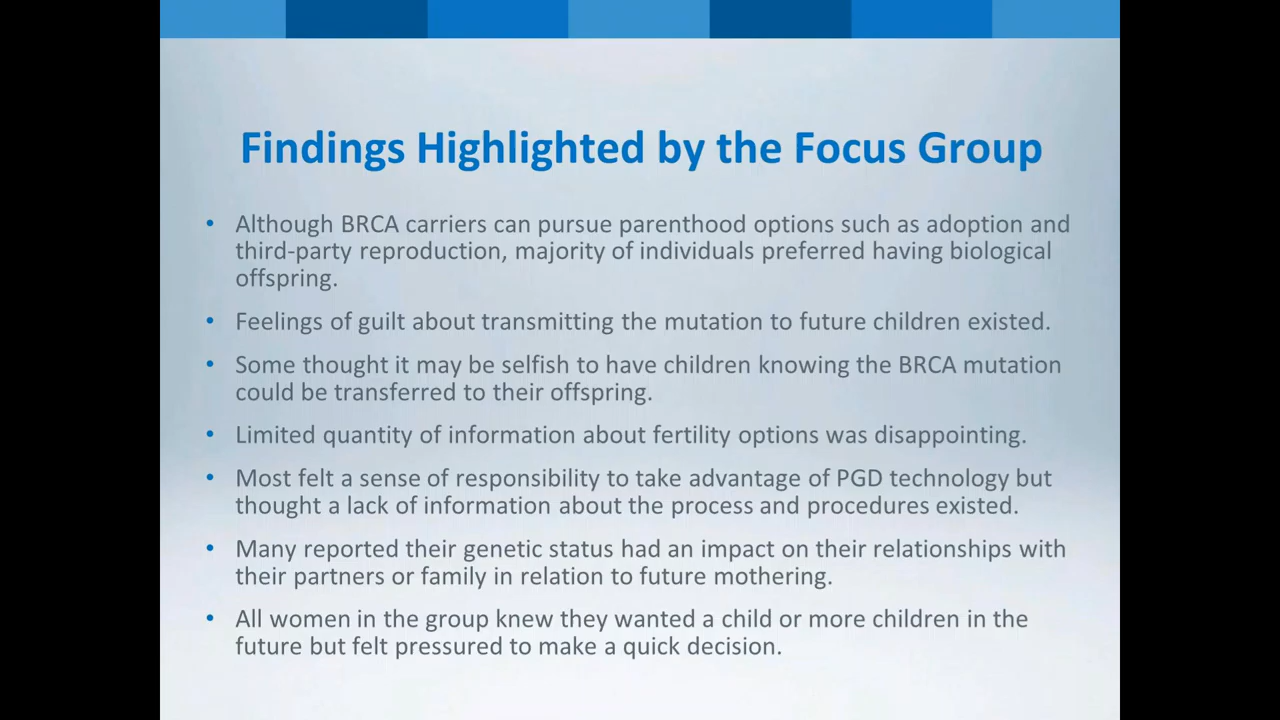 Findings Highlighted by the Focus Group
• Although BRCA carriers can pursue parenthood options such as adoption and
third-party reproduction, majority of individuals preferred having biological
offspring.
• Feelings of guilt about transmitting the mutation to future children existed.
• Some thought it may be selfish to have children knowing the BRCA mutation
could be transferred to their offspring.
• Limited quantity of information about fertility options was disappointing.
• Most felt a sense of responsibility to take advantage of PGD technology but
thought a lack of information about the process and procedures existed.
• Many reported their genetic status had an impact on their relationships with
their partners or family in relation to future mothering.
• All women in the group knew they wanted a child or more children in the
future but felt pressured to make a quick decision.